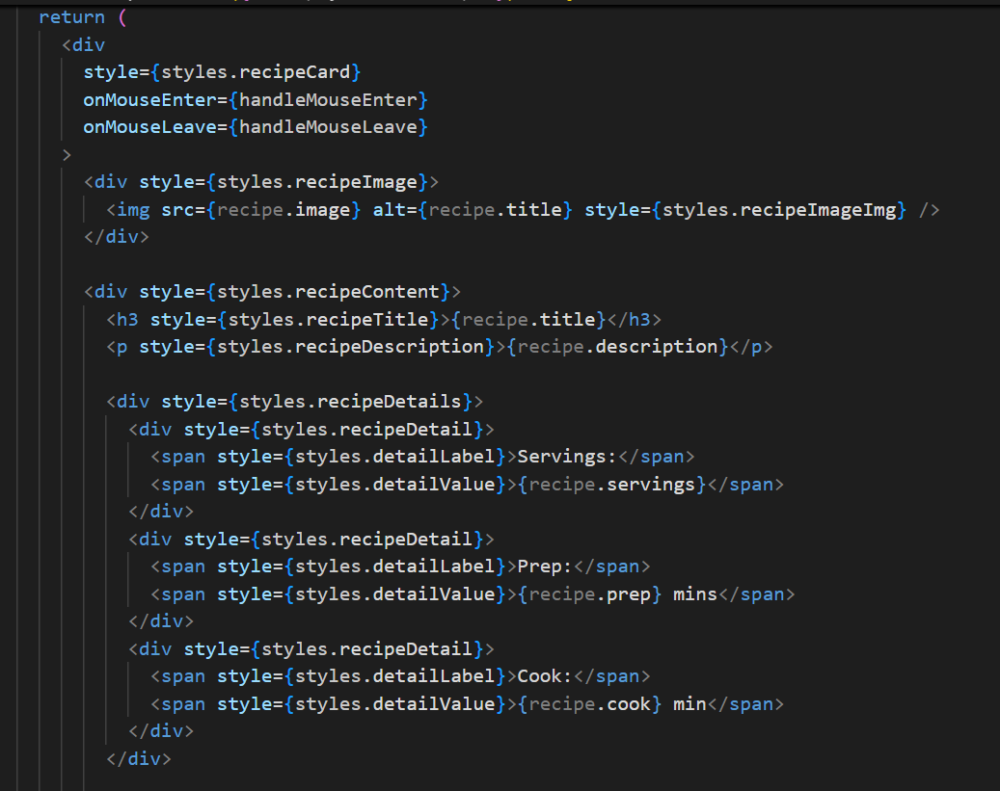 return (
<div
style={styles.recipeCard}
onMouseEnter={handleMouseEnter}
onMouseLeave={handleMouseLeave}
>
<div style={styles.recipeImage}>
<img src={recipe.image} alt={recipe.title} style={styles.recipeImageImg} />
</div>
<div style={styles.recipeContent}>
<h3 style={styles.recipeTitle}>{recipe.title}</h3>
<p style={styles.recipeDescription}>{recipe.description}</p>
<div style={styles.recipeDetails}>
<div style={styles.recipeDetail}>
<span style={styles.detailLabel}>Servings:</span>
<span style={styles.detailValue}>{recipe.servings}</span>
</div>
<div style={styles.recipeDetail}>
<span style={styles.detailLabel}>Prep:</span>
<span style={styles.detailValue}>{recipe.prep} mins</span>
</div>
<div style={styles.recipeDetail}>
<span style={styles.detailLabel}>Cook:</span>
<span style={styles.detailValue}>{recipe.cook} min</span>
</div>
</div>